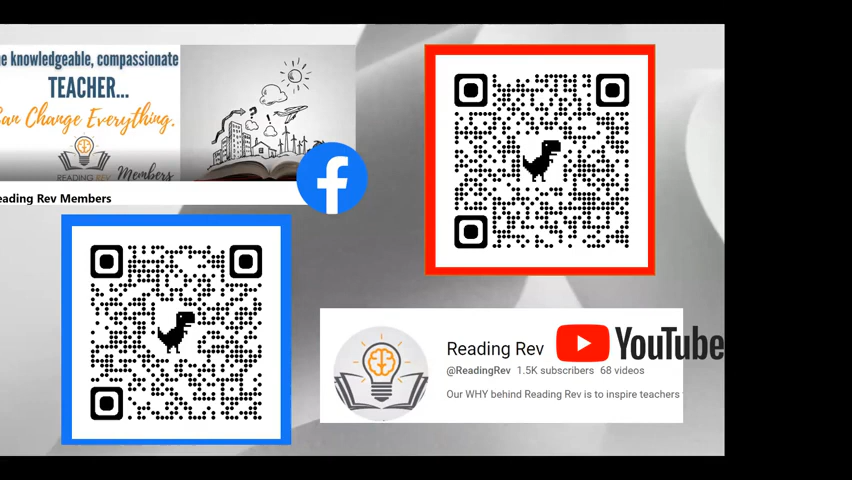 e knowledgeable, compassionate
TEACHER...
an Change Everything.
READING REV Members
eading Rev Members
f
Reading Rev
YouTube
@ReadingRev 1.5K subscribers 68 videos
Our WHY behind Reading Rev is to inspire teachers